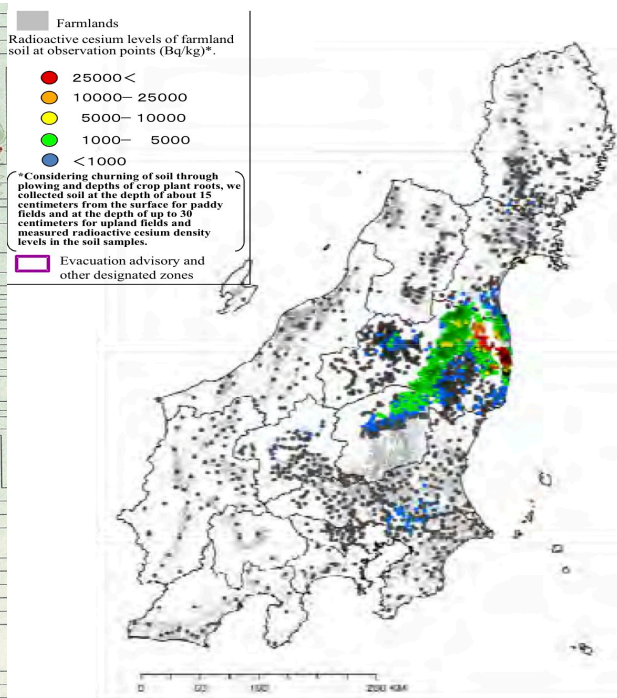 Farmlands
Radioactive cesium levels of farmland
soil at observation points (Bq/kg)*.
25000<
10000– 25000
5000– 10000
1000– 5000
<1000
*Considering churning of soil through
plowing and depths of crop plant roots, we
collected soil at the depth of about 15
centimeters from the surface for paddy
fields and at the depth of up to 30
centimeters for upland fields and
measured radioactive cesium density
levels in the soil samples.
Evacuation advisory and
other designated zones
0 50 100 200 KM